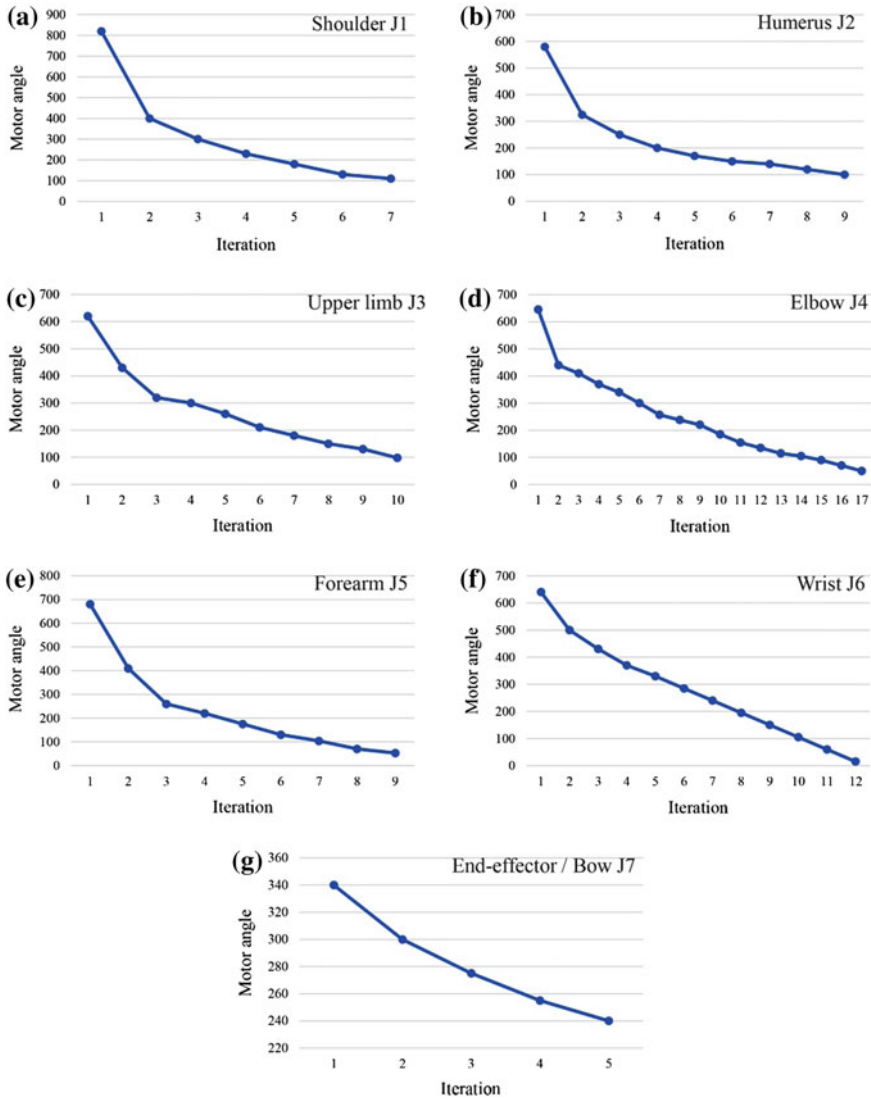 (a)
Shoulder J1
900
800
700
600
500
400
300
200
100
0
Motor angle
1 2 3 4 5 6 7
Iteration
(b)
Humerus J2
700
600
500
400
300
200
100
0
Motor angle
1 2 3 4 5 6 7 8 9
Iteration
(c)
Upper limb J3
700
600
500
400
300
200
100
0
Motor angle
1 2 3 4 5 6 7 8 9 10
Iteration
(d)
Elbow J4
700
600
500
400
300
200
100
0
Motor angle
1 2 3 4 5 6 7 8 9 10 11 12 13 14 15 16 17
Iteration
(e)
Forearm J5
800
700
600
500
400
300
200
100
0
Motor angle
1 2 3 4 5 6 7 8 9
Iteration
(f)
Wrist J6
700
600
500
400
300
200
100
0
Motor angle
1 2 3 4 5 6 7 8 9 10 11 12
Iteration
(g)
End-effector / Bow J7
360
340
320
300
280
260
240
220
Motor angle
1 2 3 4 5
Iteration